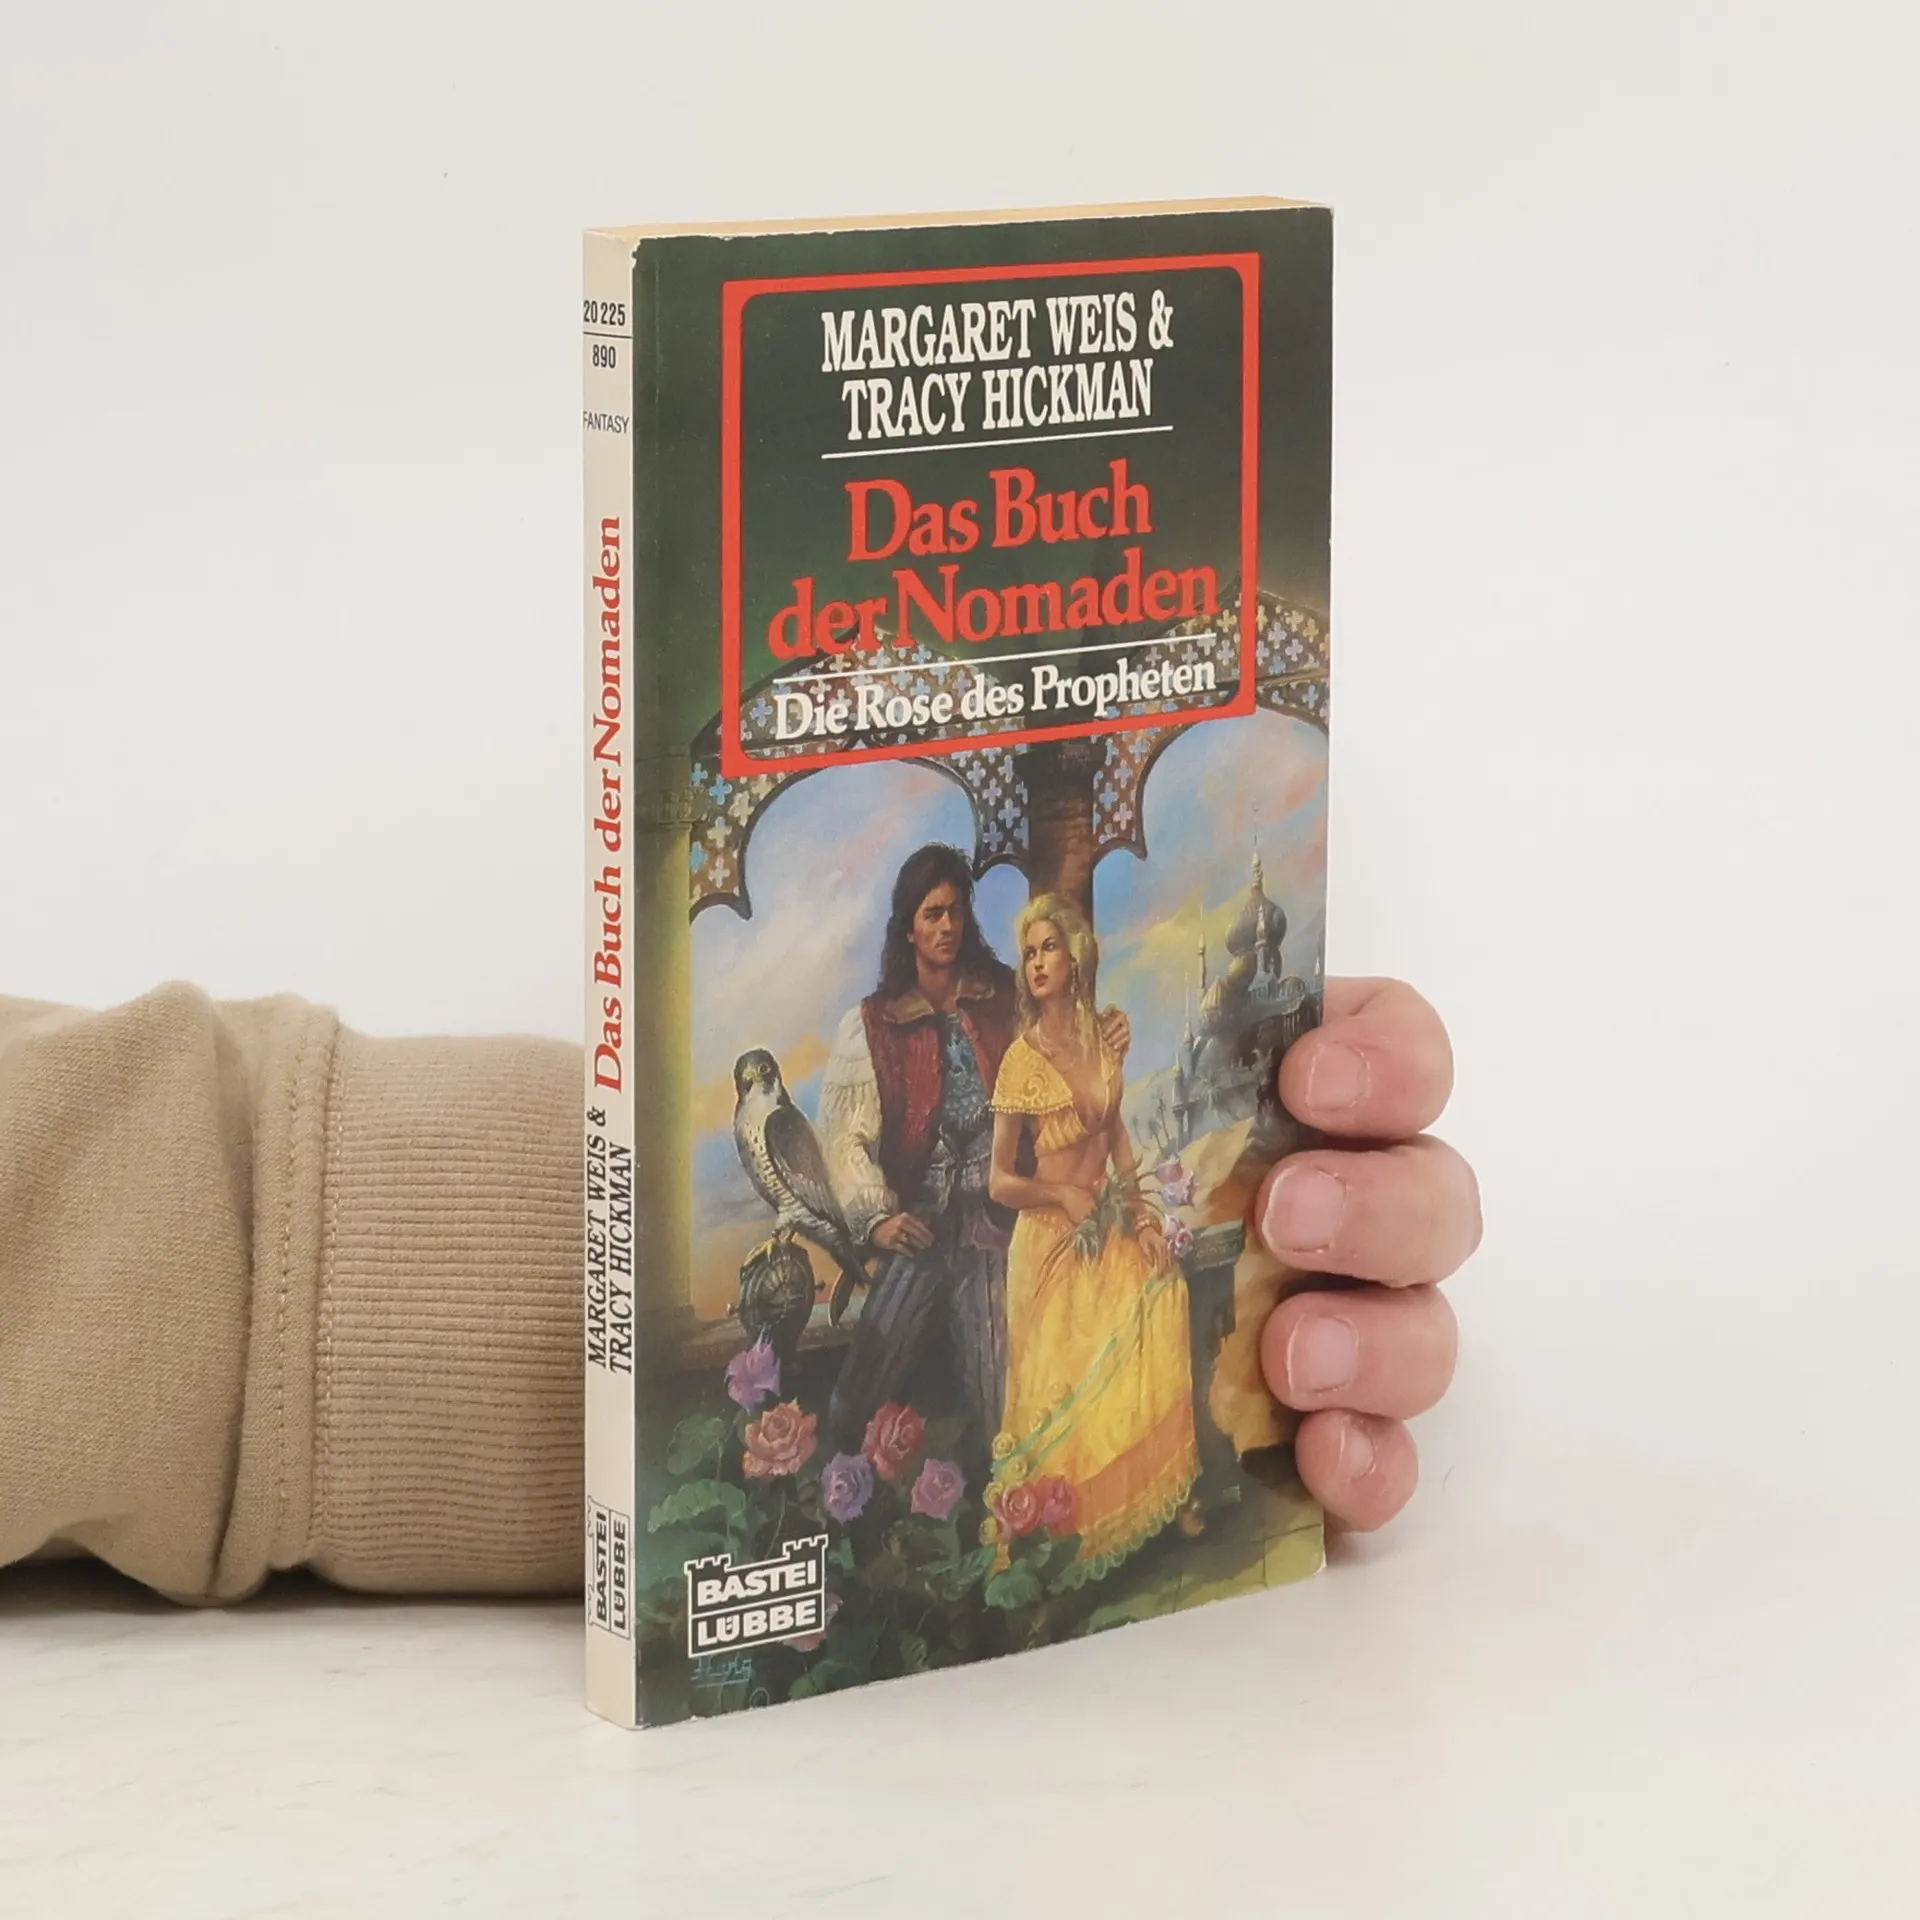 20 225
890
FANTASY
Das Buch der Nomaden
MARGARET WEIS &
TRACY HICKMAN
BASTEI
LÜBBE
MARGARET WEIS &
TRACY HICKMAN
Das Buch
der Nomaden
Die Rose des Propheten
BASTEI
LÜBBE